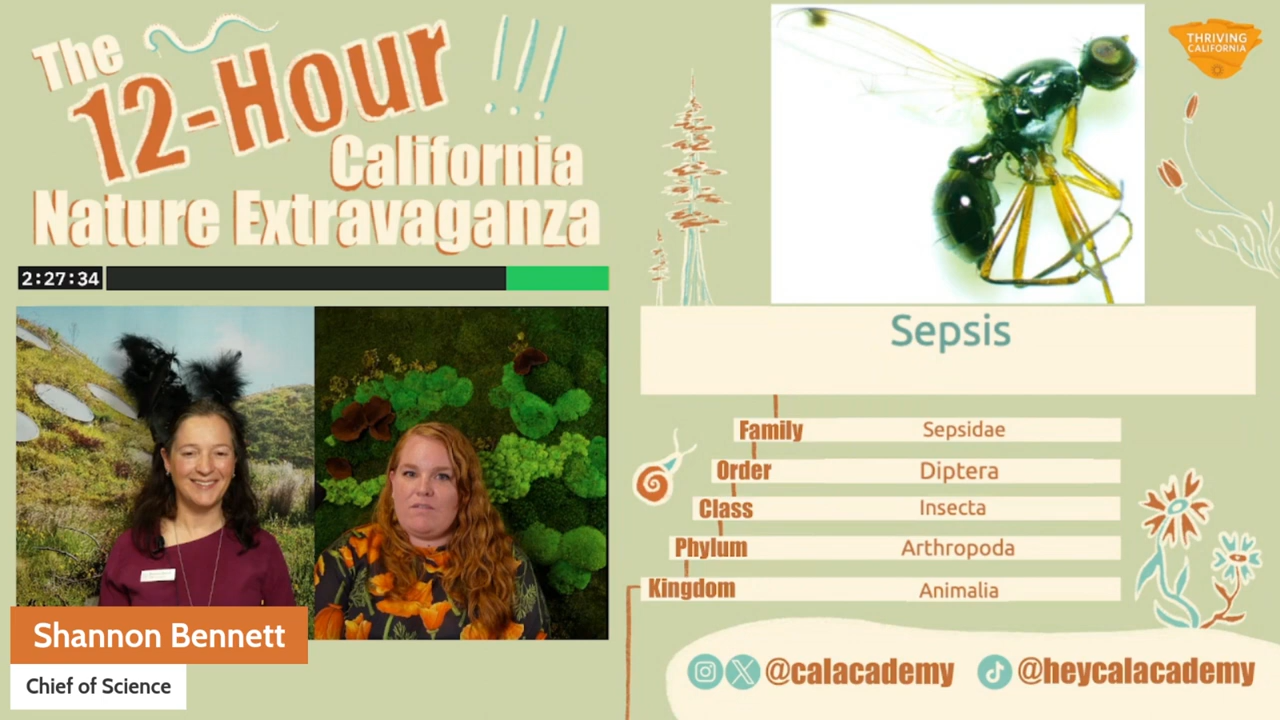 The
12-Hour
!!!
California
Nature Extravaganza
2:27:34
Shannon Bennett
Chief of Science
THRIVING
CALIFORNIA
Sepsis
Family Sepsidae
Order Diptera
Class Insecta
Phylum Arthropoda
Kingdom Animalia
@calacademy @heycalacademy